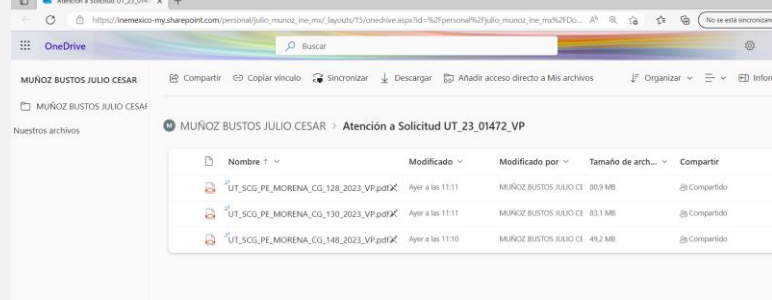 Atención a Solicitud UT_23_014
https://inemexico-my.sharepoint.com/personal/julio_munoz_ine_mx/_layouts/15/onedrive.aspx?id=%2Fpersonal%2Fjulio_munoz_ine_mx%2FDo...
No se está sincronizando
OneDrive
Buscar
MUÑOZ BUSTOS JULIO CESAR
Compartir Copiar vínculo Sincronizar Descargar Añadir acceso directo a Mis archivos Organizar
MUÑOZ BUSTOS JULIO CESAR
Nuestros archivos
MUÑOZ BUSTOS JULIO CESAR > Atención a Solicitud UT_23_01472_VP
Nombre Modificado Modificado por Tamaño de arch... Compartir
UT_SCG_PE_MORENA_CG_128_2023_VP.pdf Ayer a las 11:11 MUÑOZ BUSTOS JULIO CE 80,9 MB Compartido
UT_SCG_PE_MORENA_CG_130_2023_VP.pdf Ayer a las 11:11 MUÑOZ BUSTOS JULIO CE 83,1 MB Compartido
UT_SCG_PE_MORENA_CG_148_2023_VP.pdf Ayer a las 11:10 MUÑOZ BUSTOS JULIO CE 49,2 MB Compartido